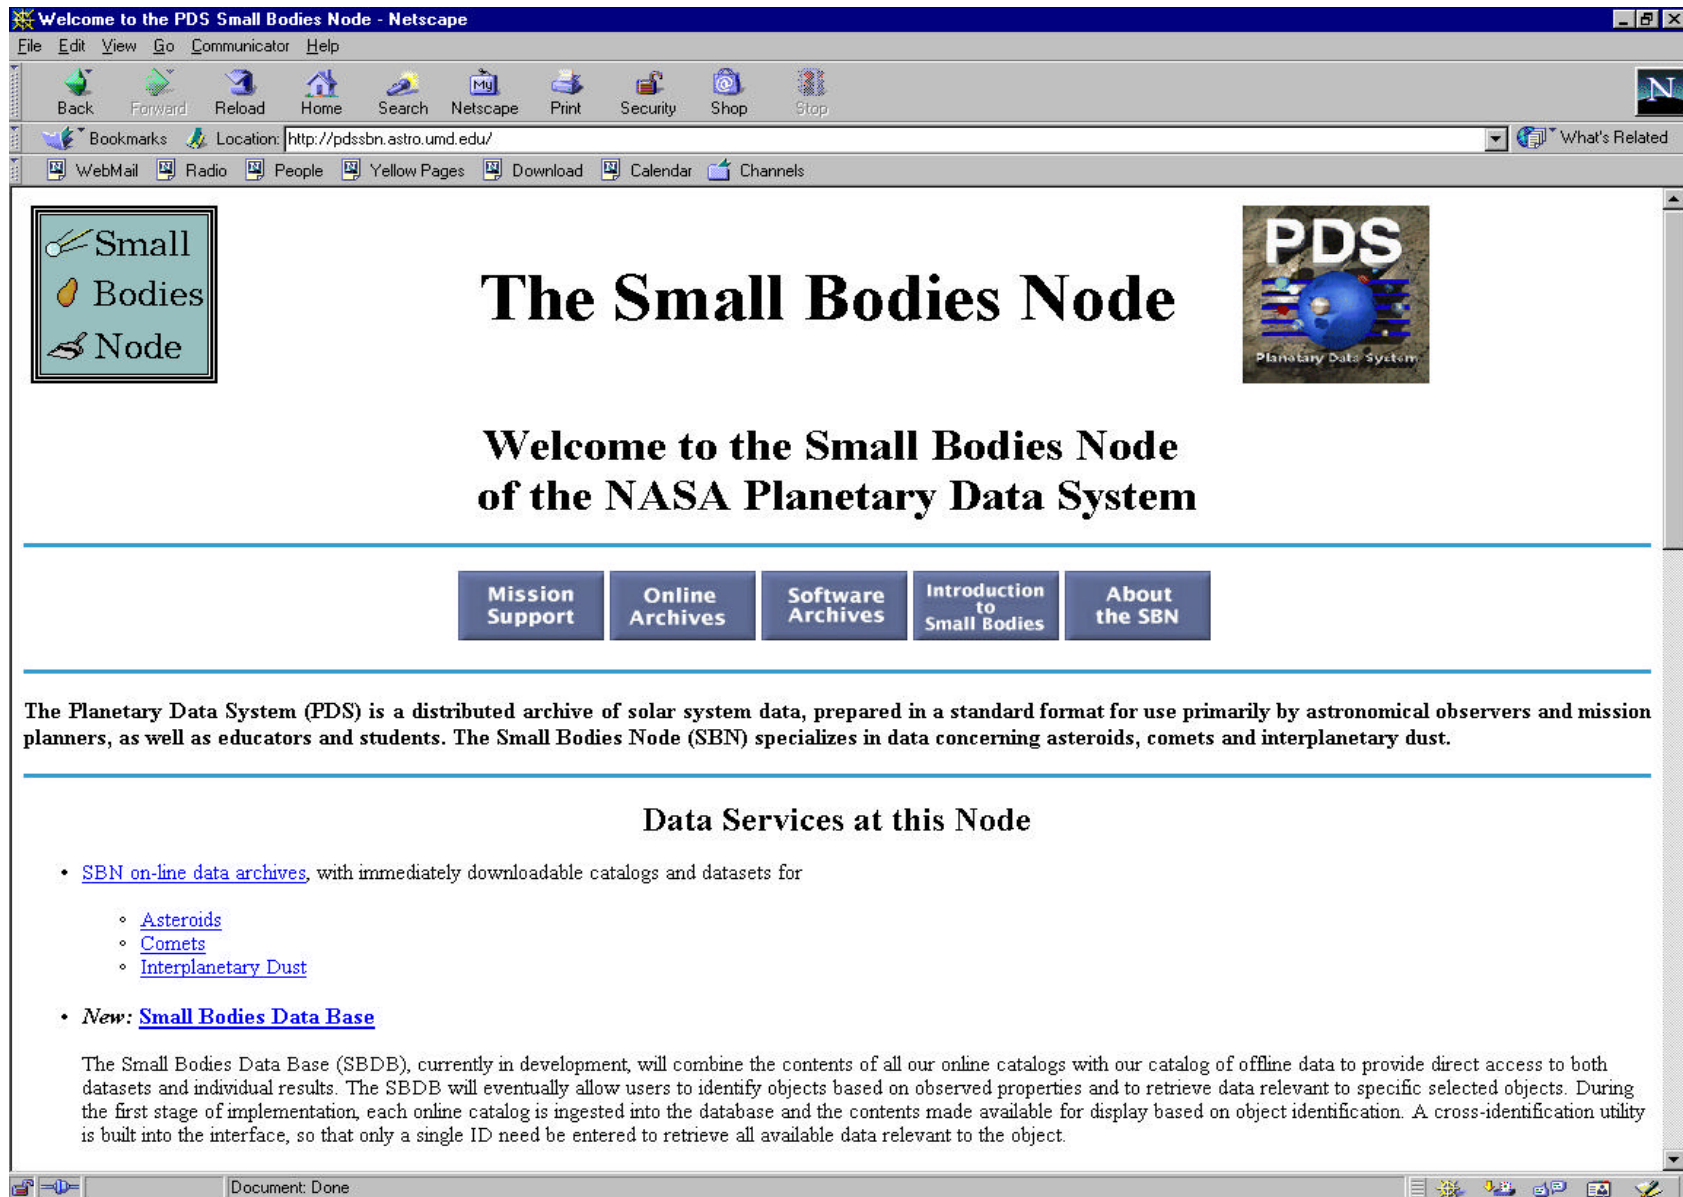 Welcome to the PDS Small Bodies Node - Netscape
File Edit View Go Communicator Help
Back Forward Reload Home Search Netscape Print Security Shop Stop
My
N
Bookmarks Location: http://pdssbn.astro.umd.edu/ What's Related
WebMail Radio People Yellow Pages Download Calendar Channels
Small
Bodies
Node
The Small Bodies Node
PDS
Planetary Data System
Welcome to the Small Bodies Node
of the NASA Planetary Data System
Mission
Support
Online
Archives
Software
Archives
Introduction
to
Small Bodies
About
the SBN
The Planetary Data System (PDS) is a distributed archive of solar system data, prepared in a standard format for use primarily by astronomical observers and mission
planners, as well as educators and students. The Small Bodies Node (SBN) specializes in data concerning asteroids, comets and interplanetary dust.
Data Services at this Node
• SBN on-line data archives, with immediately downloadable catalogs and datasets for
◦ Asteroids
◦ Comets
◦ Interplanetary Dust
• New: Small Bodies Data Base
The Small Bodies Data Base (SBDB), currently in development, will combine the contents of all our online catalogs with our catalog of offline data to provide direct access to both
datasets and individual results. The SBDB will eventually allow users to identify objects based on observed properties and to retrieve data relevant to specific selected objects. During
the first stage of implementation, each online catalog is ingested into the database and the contents made available for display based on object identification. A cross-identification utility
is built into the interface, so that only a single ID need be entered to retrieve all available data relevant to the object.
Document: Done